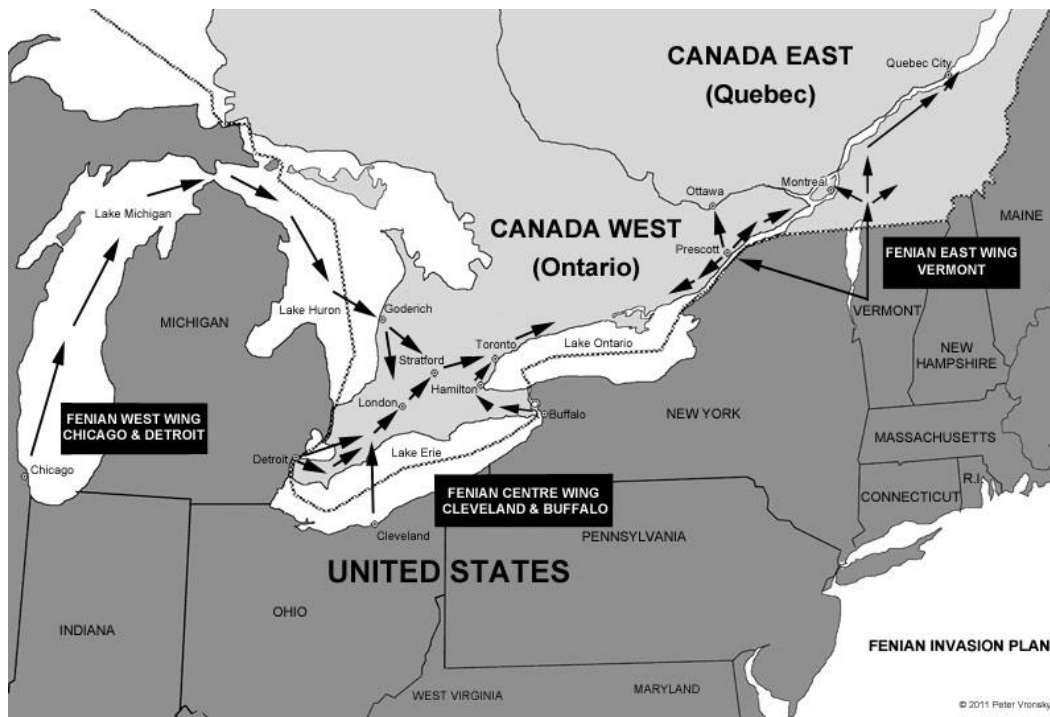 CANADA EAST
(Quebec)
Quebec City
Montreal
Ottawa
Lake Michigan
CANADA WEST
(Ontario)
Prescott
MAINE
FENIAN EAST WING
VERMONT
VERMONT
Lake Huron
Goderich
MICHIGAN
Toronto
Lake Ontario
Stratford
NEW
HAMPSHIRE
Hamilton
London
FENIAN WEST WING
CHICAGO & DETROIT
Buffalo
NEW YORK
MASSACSUSETTS
Detroit
Lake Erie
Chicago
R.I.
CONNECTICUT
FENIAN CENTRE WING
CLEVELAND & BUFFALO
Cleveland
PENNSYLVANIA
UNITED STATES
OHIO
INDIANA
FENIAN INVASION PLAN
WEST VIRGINIA
MARYLAND
© 2011 Peter Vronsky